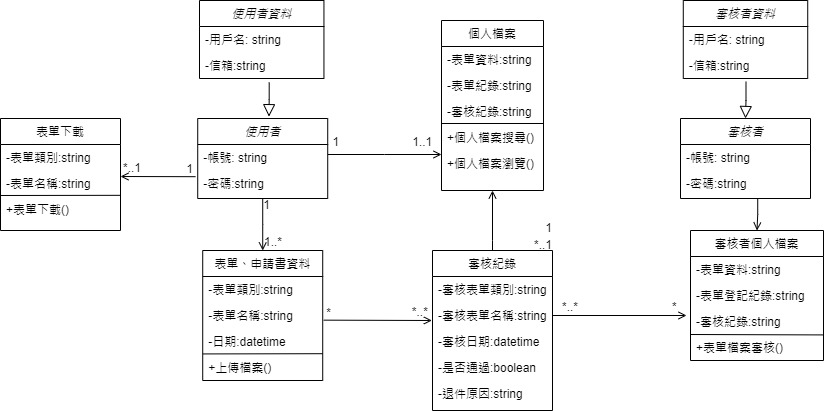 使用者資料
-用戶名: string
-信箱:string
個人檔案
-表單資料:string
-表單紀錄:string
-審核紀錄:string
+個人檔案搜尋()
+個人檔案瀏覽()
審核者資料
-用戶名: string
-信箱:string
表單下載
-表單類別:string
-表單名稱:string
+表單下載()
*..1
1
使用者
-帳號: string
-密碼:string
1
1..1
審核者
-帳號: string
-密碼:string
1
1..*
1
*..1
表單、申請書資料
-表單類別:string
-表單名稱:string
-日期:datetime
+上傳檔案()
*
*..*
審核紀錄
-審核表單類別:string
-審核表單名稱:string
-審核日期:datetime
-是否通過:boolean
-退件原因:string
*..*
*
審核者個人檔案
-表單資料:string
-表單登記紀錄:string
-審核紀錄:string
+表單檔案審核()